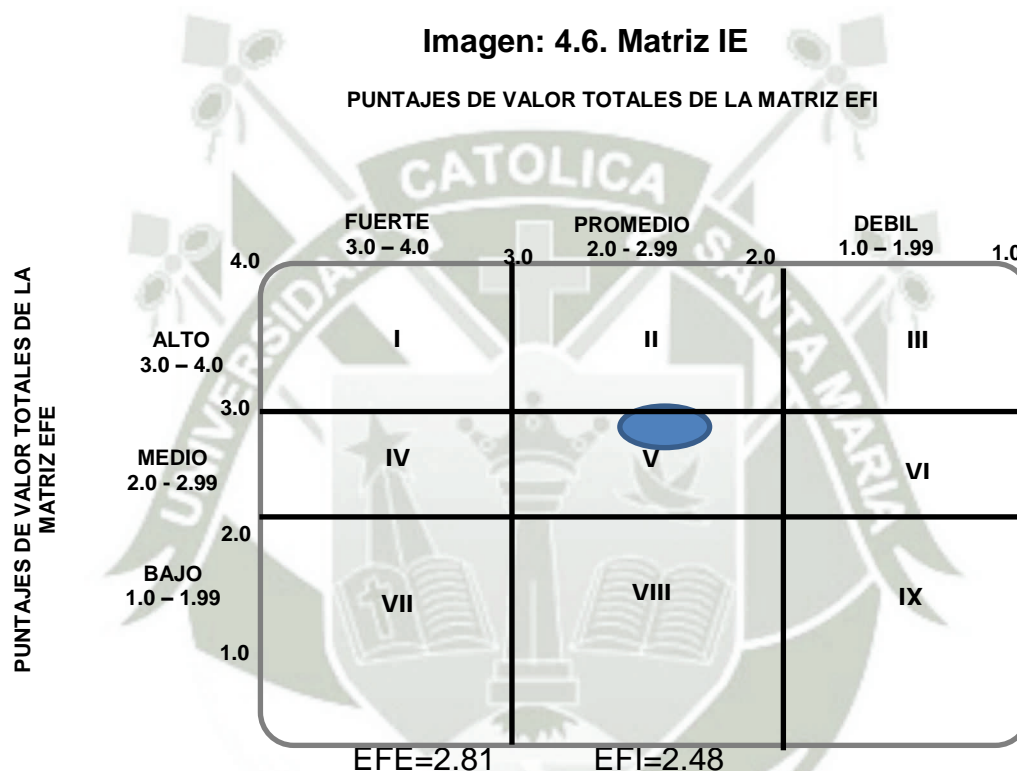 Imagen: 4.6. Matriz IE
PUNTAJES DE VALOR TOTALES DE LA MATRIZ EFI
UNIVERSIDAD CATOLICA SANTA MARIA
FUERTE
3.0 – 4.0
PROMEDIO
2.0 - 2.99
DEBIL
1.0 – 1.99
4.0
3.0
2.0
1.0
PUNTAJES DE VALOR TOTALES DE LA
MATRIZ EFE
ALTO
3.0 – 4.0
I
II
III
3.0
MEDIO
2.0 - 2.99
IV
V
VI
2.0
BAJO
1.0 – 1.99
VII
VIII
IX
1.0
EFE=2.81
EFI=2.48